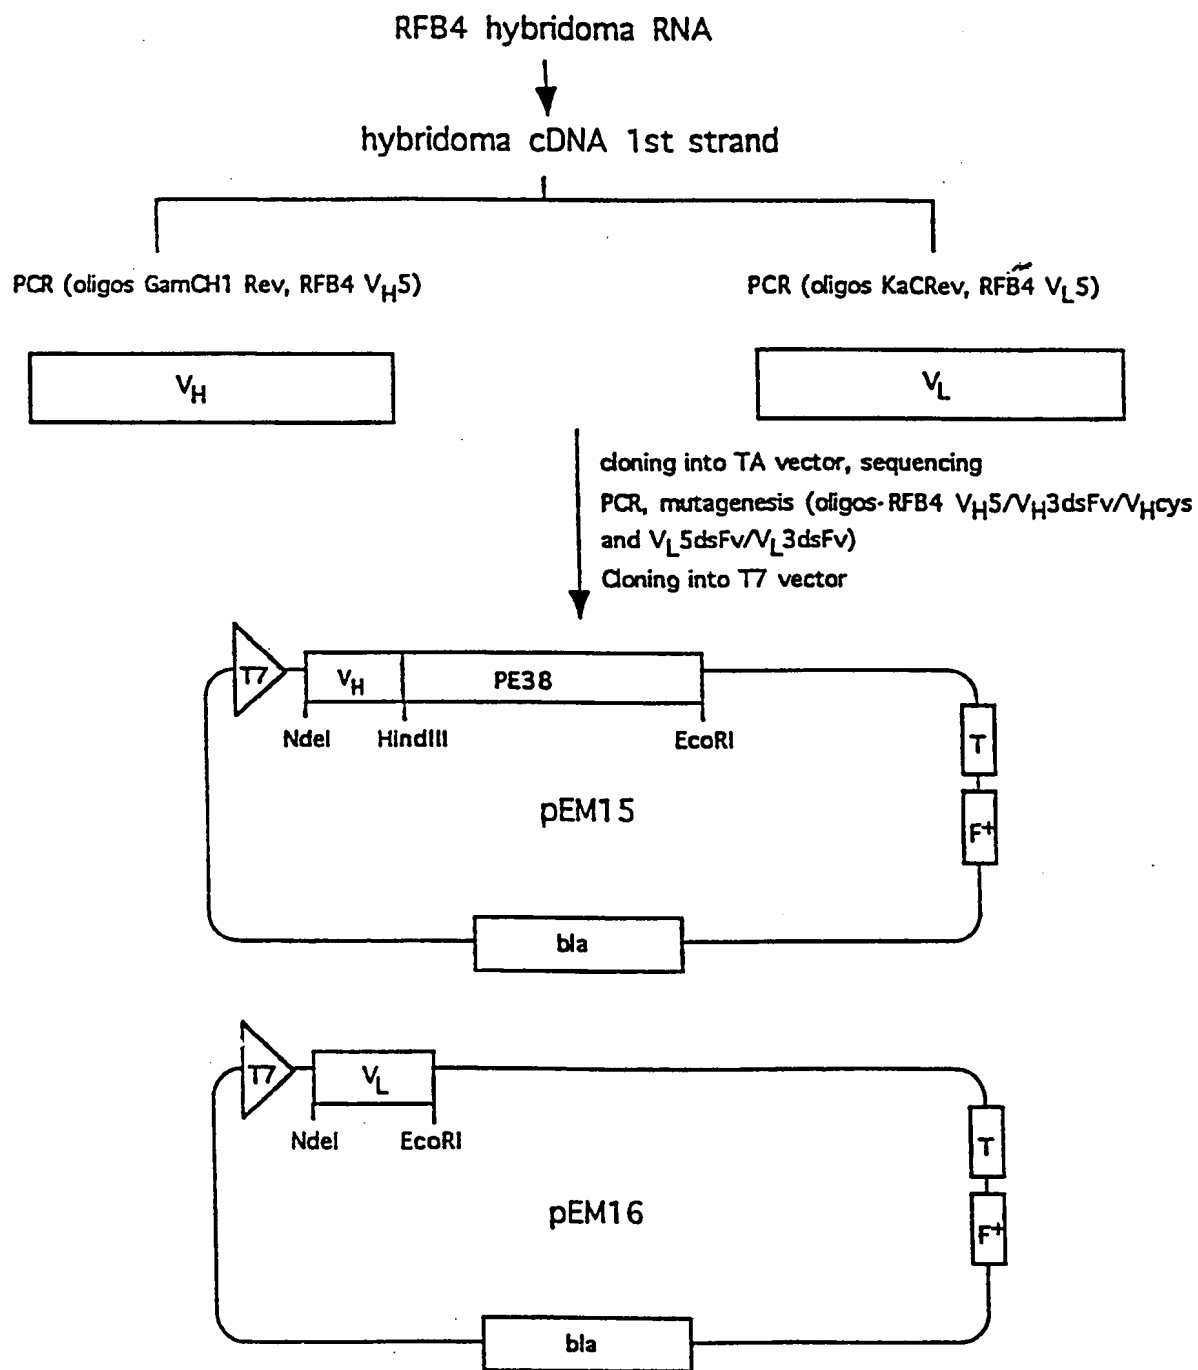 RFB4 hybridoma RNA
hybridoma cDNA 1st strand
PCR (oligos GamCH1 Rev, RFB4 VH5)
PCR (oligos KaCRev, RFB4 VL5)
VH
VL
cloning into TA vector, sequencing
PCR, mutagenesis (oligos-RFB4 VH5/VH3dsFv/VHcys
and VL5dsFv/VL3dsFv)
Cloning into T7 vector
T7
VH
PE38
NdeI
HindIII
EcoRI
T
F+
pEM15
bla
T7
VL
NdeI
EcoRI
T
F+
pEM16
bla